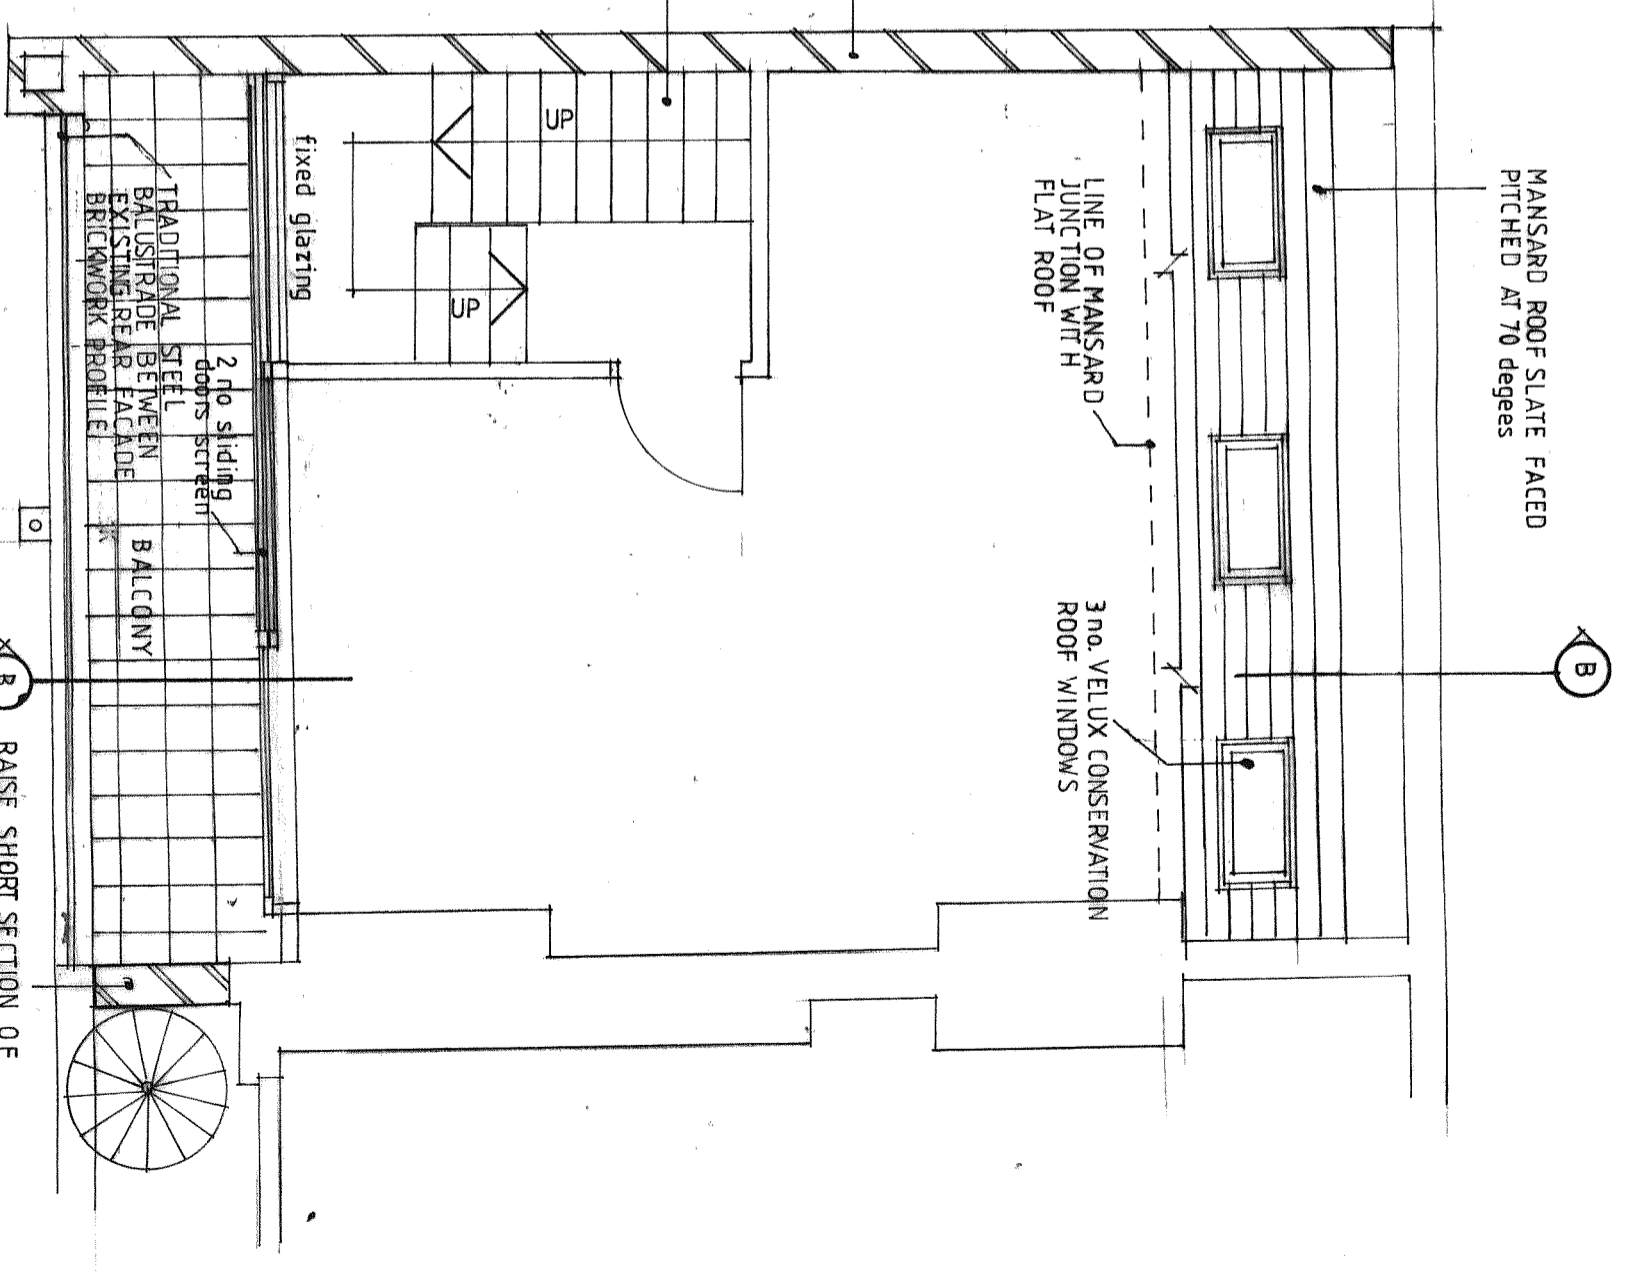 MANSARD ROOF SLATE FACED
PITCHED AT 70 degees
B
LINE OF MANSARD
JUNCTION WITH
FLAT ROOF
3 no. VELUX CONSERVATION
ROOF WINDOWS
UP
UP
fixed glazing
2 no sliding
doors screen
TRADITIONAL STEEL
BALUSTRADE BETWEEN
EXISTING REAR FACADE
BRICKWORK PROFILE
BALCONY
B
RAISE SHORT SECTION OF